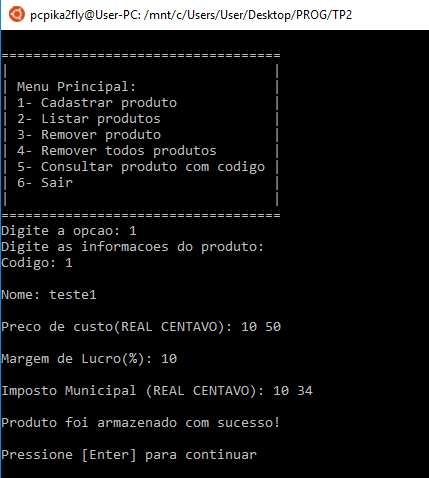 pcpika2fly@User-PC: /mnt/c/Users/User/Desktop/PROG/TP2
==================================
|                                 |
| Menu Principal:                 |
| 1- Cadastrar produto            |
| 2- Listar produtos              |
| 3- Remover produto              |
| 4- Remover todos produtos       |
| 5- Consultar produto com codigo |
| 6- Sair                         |
|                                 |
==================================
Digite a opcao: 1
Digite as informacoes do produto:
Codigo: 1
Nome: teste1
Preco de custo(REAL CENTAVO): 10 50
Margem de Lucro(%): 10
Imposto Municipal (REAL CENTAVO): 10 34
Produto foi armazenado com sucesso!
Pressione [Enter] para continuar